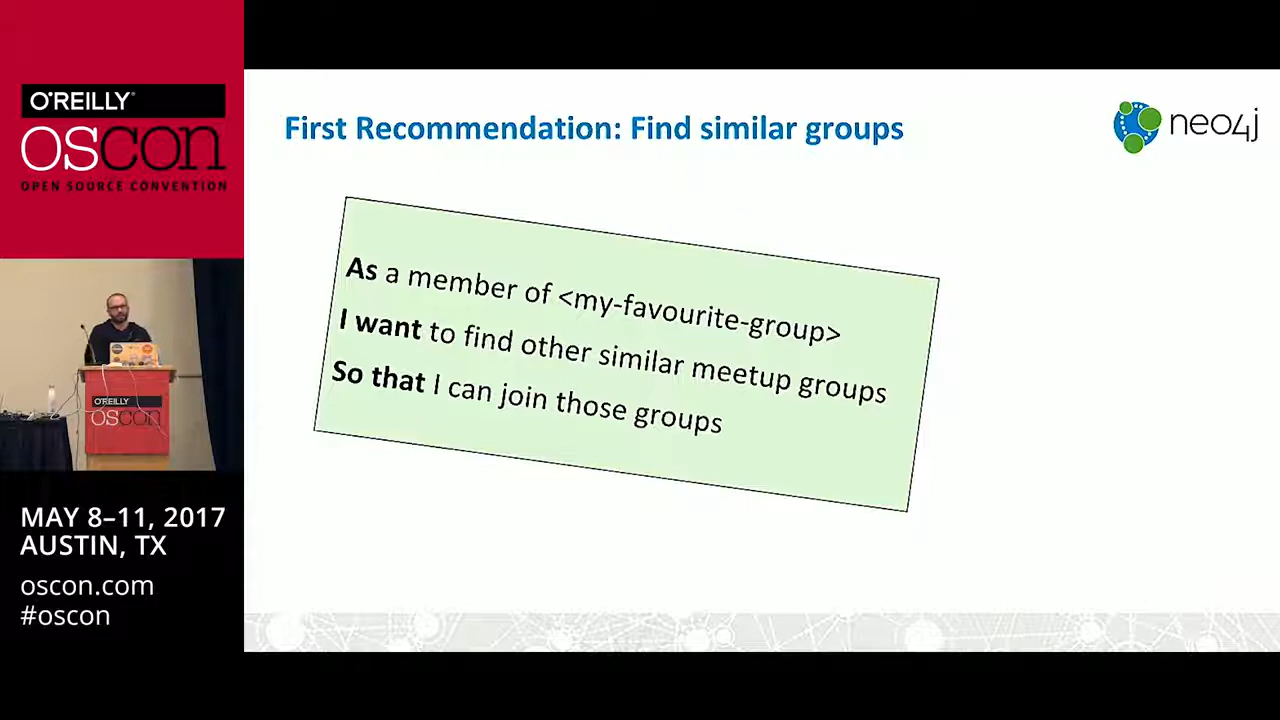 O'REILLY®
OSCON
OPEN SOURCE CONVENTION
O'REILLY
OSCON
MAY 8–11, 2017
AUSTIN, TX
oscon.com
#oscon
First Recommendation: Find similar groups
neo4j
As a member of <my-favourite-group>
I want to find other similar meetup groups
So that I can join those groups